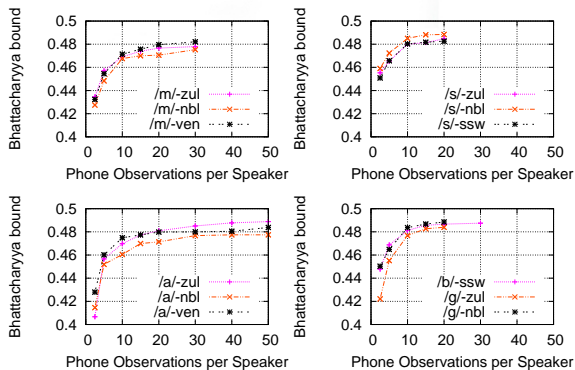 0.5
0.48
0.46
0.44
0.42
0.4
Bhattacharyya bound
/m/-zul
/m/-nbl
/m/-ven
0 10 20 30 40 50
Phone Observations per Speaker
0.5
0.48
0.46
0.44
0.42
0.4
Bhattacharyya bound
/s/-zul
/s/-nbl
/s/-ssw
0 10 20 30 40 50
Phone Observations per Speaker
0.5
0.48
0.46
0.44
0.42
0.4
Bhattacharyya bound
/a/-zul
/a/-nbl
/a/-ven
0 10 20 30 40 50
Phone Observations per Speaker
0.5
0.48
0.46
0.44
0.42
0.4
Bhattacharyya bound
/b/-ssw
/g/-zul
/g/-nbl
0 10 20 30 40 50
Phone Observations per Speaker